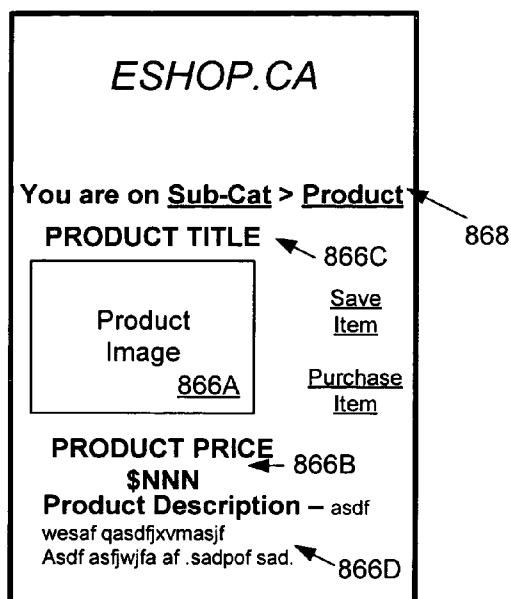 ESHOP.CA
You are on Sub-Cat > Product
868
PRODUCT TITLE
866C
Product
Image
866A
Save
Item
Purchase
Item
PRODUCT PRICE
$NNN
866B
Product Description – asdf
wesaf qasdfjxvmasjf
Asdf asfjwjfa af .sadpof sad.
866D